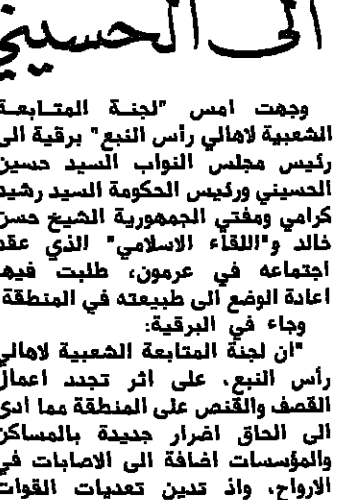 الى الحسيني
وجهت امس "لجنة المتابعة
الشعبية لاهالي رأس النبع" برقية الى
رئيس مجلس النواب السيد حسين
الحسيني ورئيس الحكومة السيد رشيد
كرامي ومفتي الجمهورية الشيخ حسن
خالد و"اللقاء الاسلامي" الذي عقد
اجتماعه في عرمون، طلبت فيها
اعادة الوضع الى طبيعته في المنطقة
وجاء في البرقية:
"ان لجنة المتابعة الشعبية لاهالي
رأس النبع، على اثر تجدد اعمال
القصف والقنص على المنطقة مما أدى
الى الحاق اضرار جديدة بالمساكن
والمؤسسات اضافة الى الاصابات في
الارواح، واذ تدين تعديات القوات